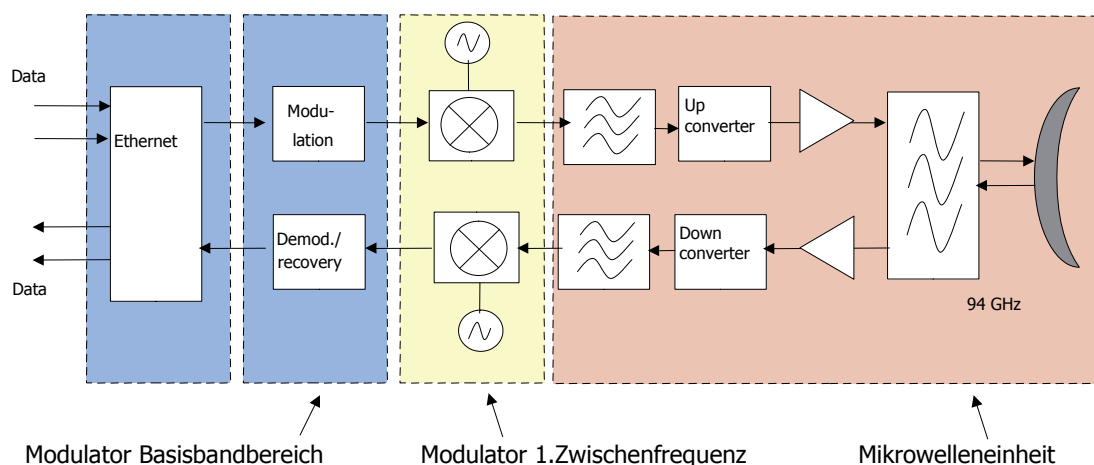 Data
Ethernet
Modu-
lation
Up
converter
Demod./
recovery
Down
converter
Data
94 GHz
Modulator Basisbandbereich
Modulator 1.Zwischenfrequenz
Mikrowelleneinheit